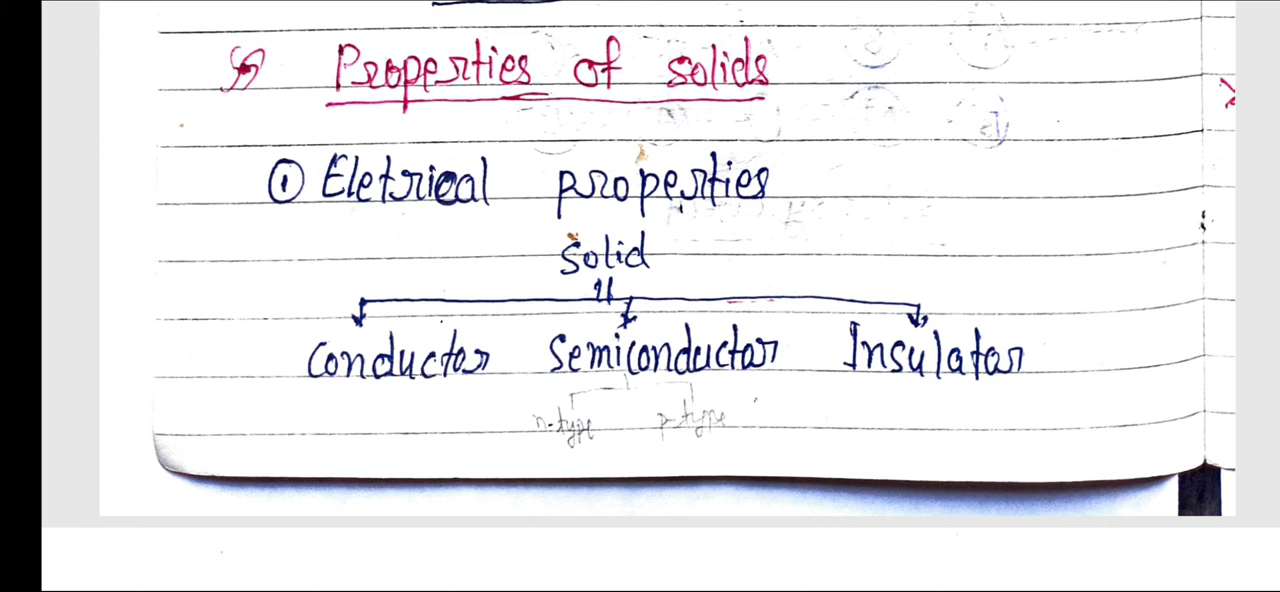 Properties of solids
① Eletrical properties
Solid
Conductor Semiconductor Insulator
n-type p-type